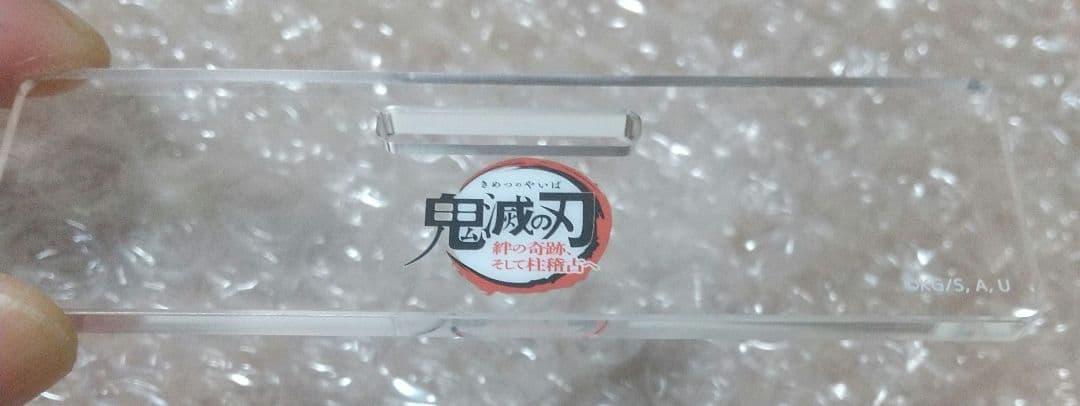 きめつのやいば
鬼滅の刃
絆の奇跡、
そして柱稽古へ
©KG/S, A, U